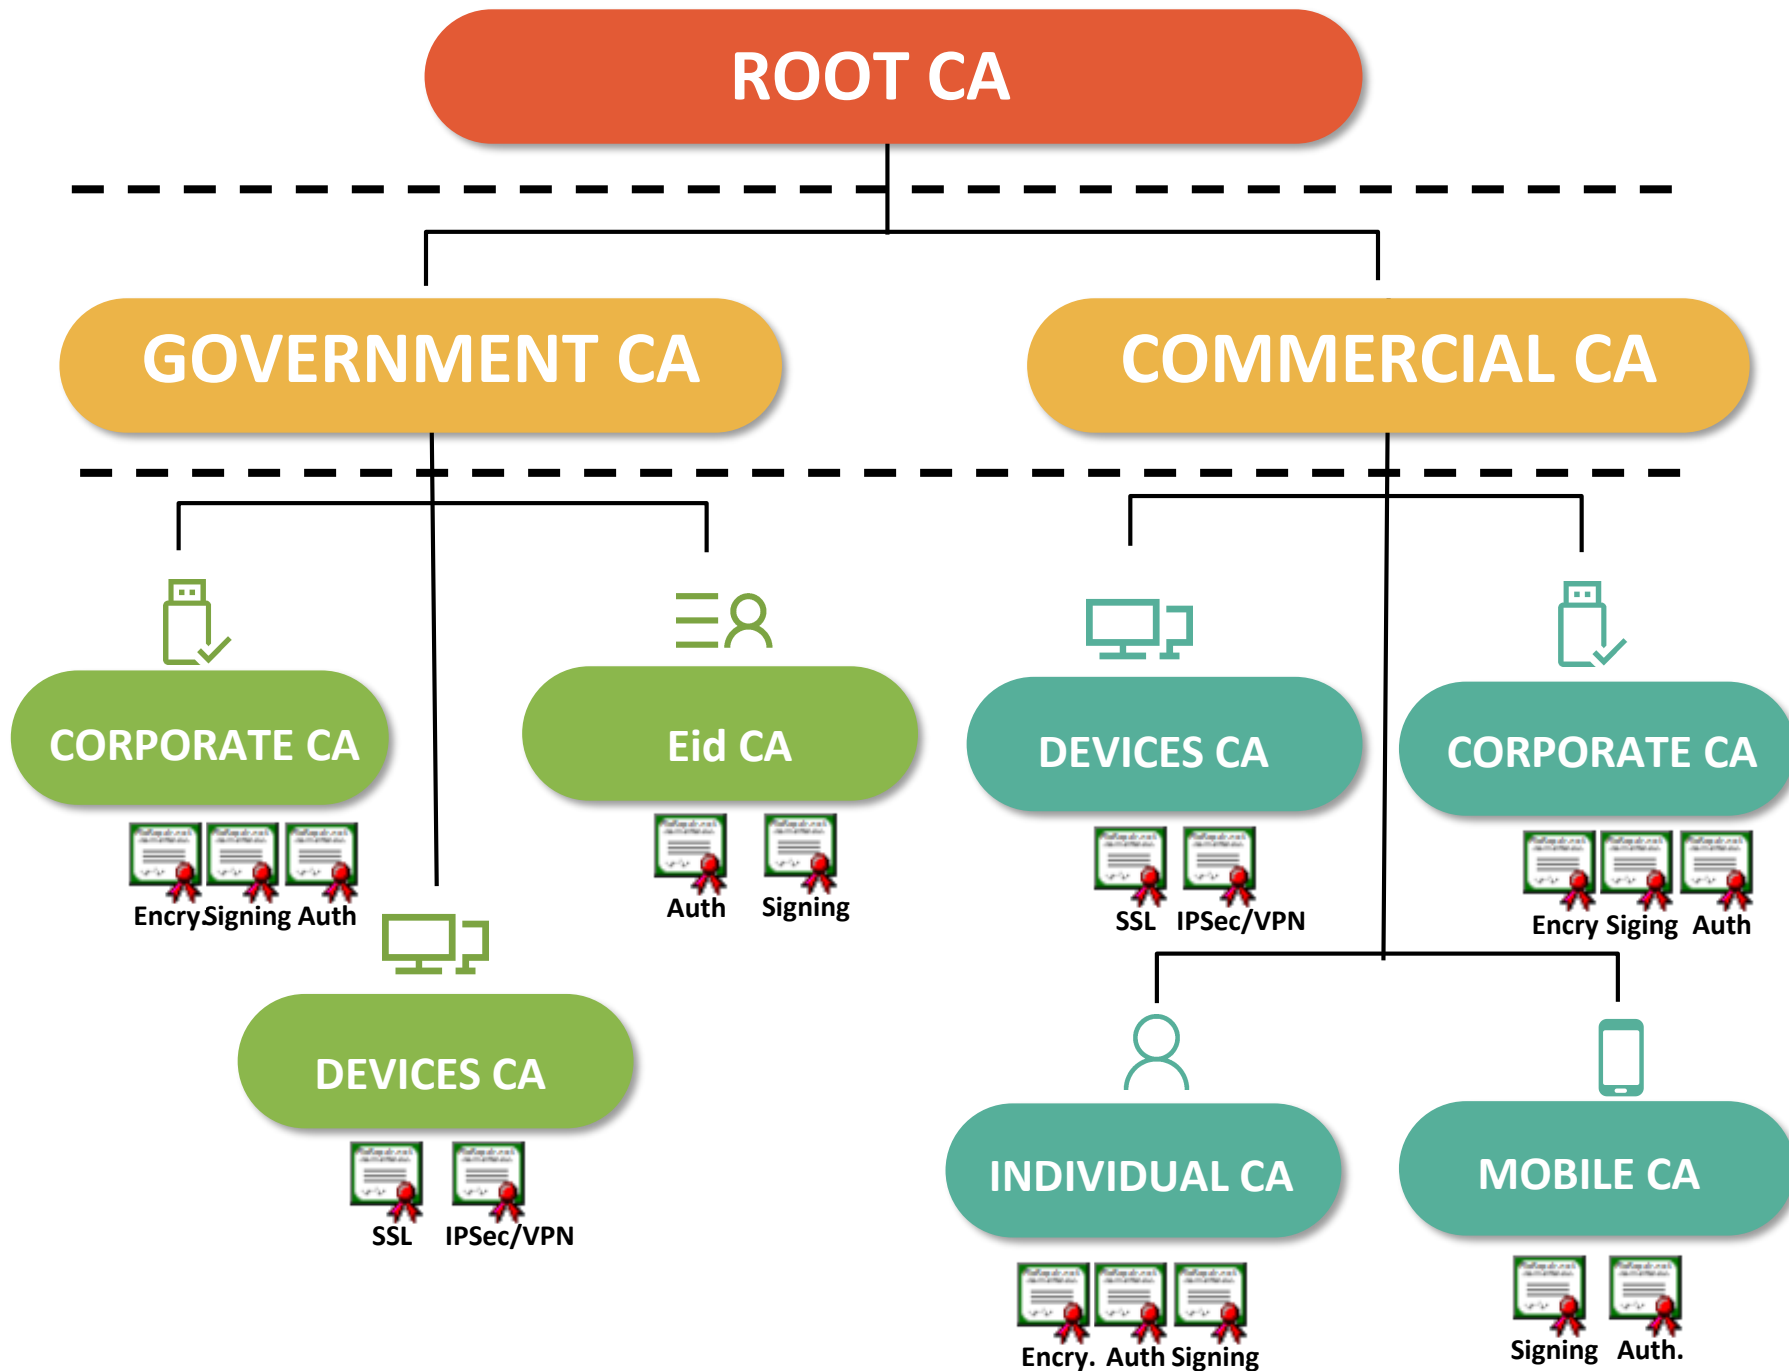 ROOT CA
GOVERNMENT CA
COMMERCIAL CA
CORPORATE CA
Eid CA
DEVICES CA
CORPORATE CA
Encry. Signing Auth
Auth Signing
SSL IPSec/VPN
Encry Siging Auth
DEVICES CA
SSL IPSec/VPN
INDIVIDUAL CA
MOBILE CA
Encry. Auth Signing
Signing Auth.